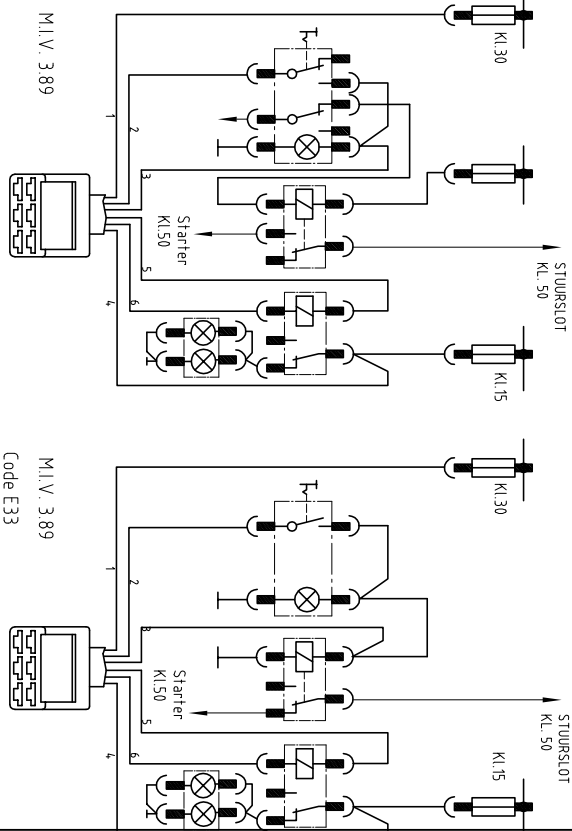 Kl.30
STUURSLOT
KL. 50
Kl.15
Starter
Kl.50
1
2
3
5
6
4
M.I.V. 3.89
Kl.30
STUURSLOT
KL. 50
Kl.15
Starter
Kl.50
1
2
3
5
6
4
M.I.V. 3.89
Code E33